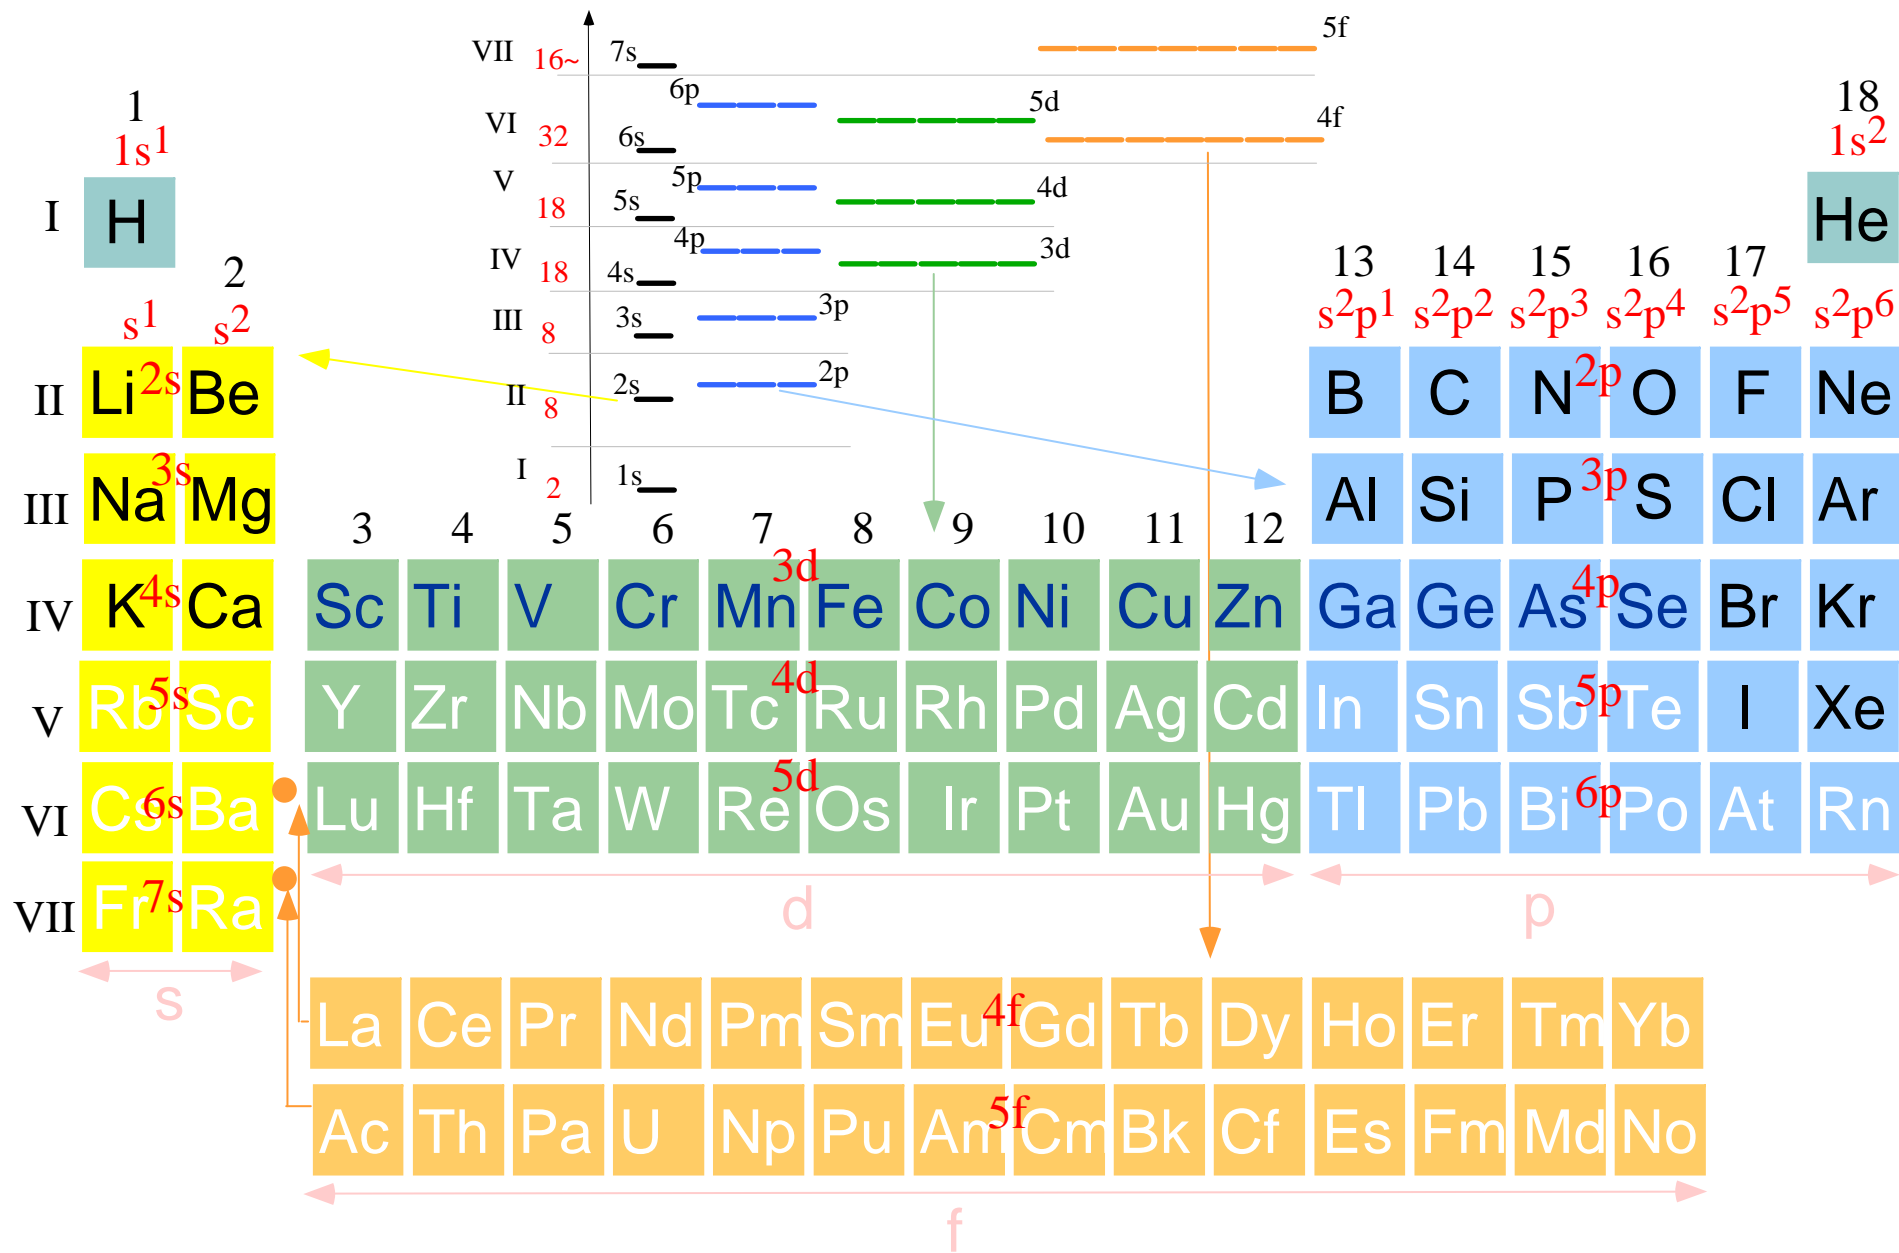 VII 16~ 7s 5f
6p 5d
VI 32 6s 4f
V 18 5s 5p 4d
IV 18 4s 4p 3d
III 8 3s 3p
II 8 2s 2p
I 2 1s
1 18
1s1 1s2
I H He
2 13 14 15 16 17
s1 s2 s2p1 s2p2 s2p3 s2p4 s2p5 s2p6
II Li 2s Be B C N 2p O F Ne
III Na 3s Mg Al Si P 3p S Cl Ar
3 4 5 6 7 8 9 10 11 12
3d
IV K 4s Ca Sc Ti V Cr Mn Fe Co Ni Cu Zn Ga Ge As 4p Se Br Kr
V Rb 5s Sc Y Zr Nb Mo Tc 4d Ru Rh Pd Ag Cd In Sn Sb 5p Te I Xe
VI Cs 6s Ba Lu Hf Ta W Re 5d Os Ir Pt Au Hg Tl Pb Bi 6p Po At Rn
VII Fr 7s Ra
s d p
La Ce Pr Nd Pm Sm Eu 4f Gd Tb Dy Ho Er Tm Yb
Ac Th Pa U Np Pu Am 5f Cm Bk Cf Es Fm Md No
f